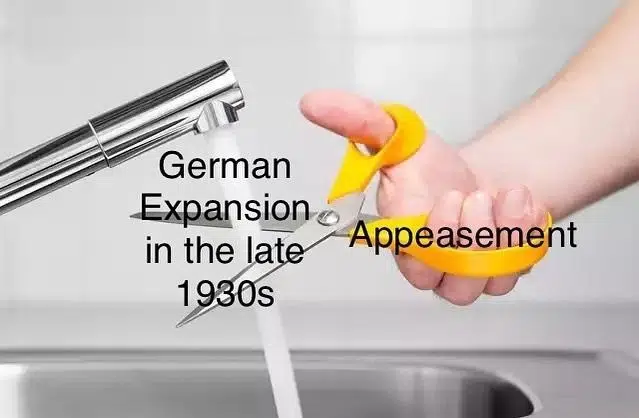 German
Expansion
in the late
1930s
Appeasement